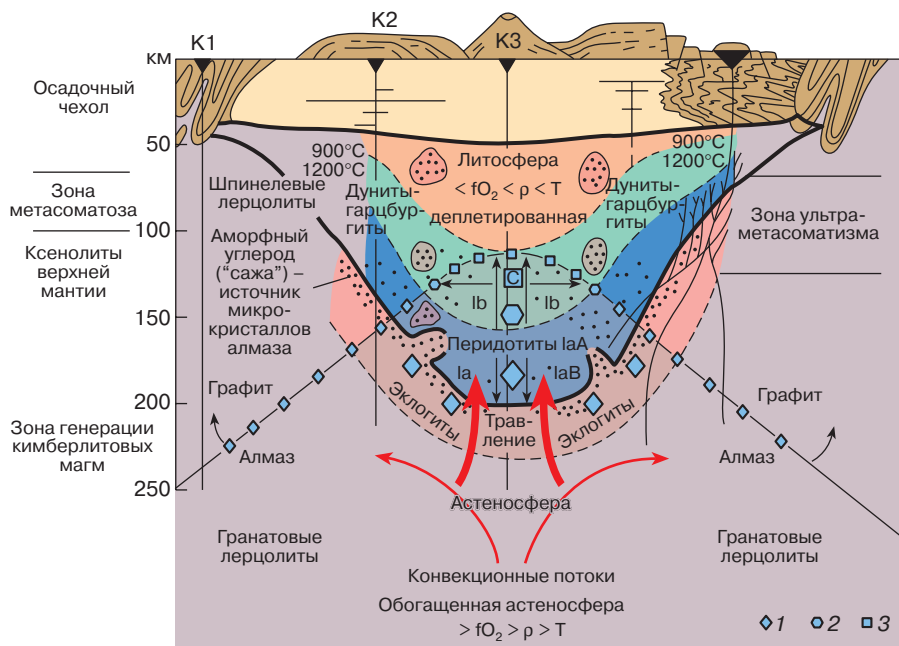 K1
K2
K3
КМ
Осадочный
чехол
50
Зона
метасоматоза
100
Ксенолиты
верхней
мантии
150
200
Зона генерации
кимберлитовых
магм
250
900°C
1200°C
900°C
1200°C
Литосфера
< fO2 < ρ < T
деплетированная
Шпинелевые
лерцолиты
Дуниты-
гарцбур-
гиты
Дуниты-
гарцбур-
гиты
Зона ультра-
метасоматизма
Аморфный
углерод
("сажа") –
источник
микро-
кристаллов
алмаза
C
Ib
Ib
Перидотиты IaA
Ia
IaB
Графит
Алмаз
Графит
Алмаз
Эклогиты
Трав-
ление
Эклогиты
Астеносфера
Гранатовые
лерцолиты
Гранатовые
лерцолиты
Конвекционные потоки
Обогащенная астеносфера
> fO2 > ρ > T
1
2
3